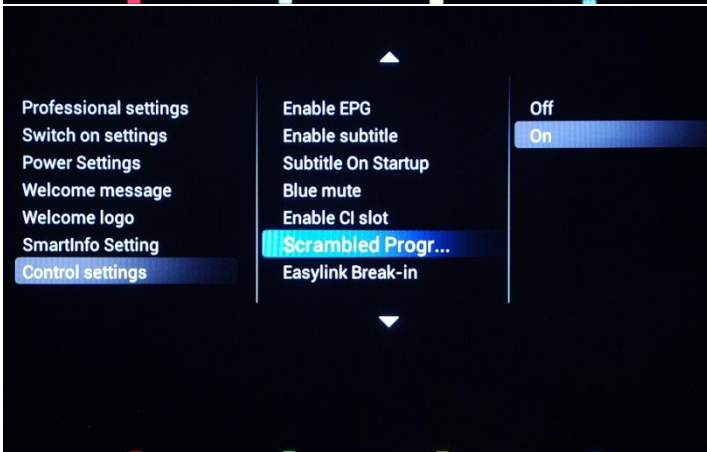 Professional settings
Switch on settings
Power Settings
Welcome message
Welcome logo
SmartInfo Setting
Control settings
Enable EPG
Enable subtitle
Subtitle On Startup
Blue mute
Enable CI slot
Scrambled Progr...
Easylink Break-in
Off
On